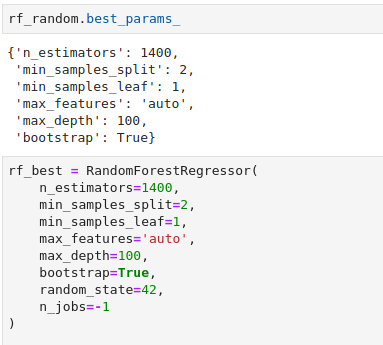 rf_random.best_params_
{'n_estimators': 1400,
 'min_samples_split': 2,
 'min_samples_leaf': 1,
 'max_features': 'auto',
 'max_depth': 100,
 'bootstrap': True}
rf_best = RandomForestRegressor(
    n_estimators=1400,
    min_samples_split=2,
    min_samples_leaf=1,
    max_features='auto',
    max_depth=100,
    bootstrap=True,
    random_state=42,
    n_jobs=-1
)